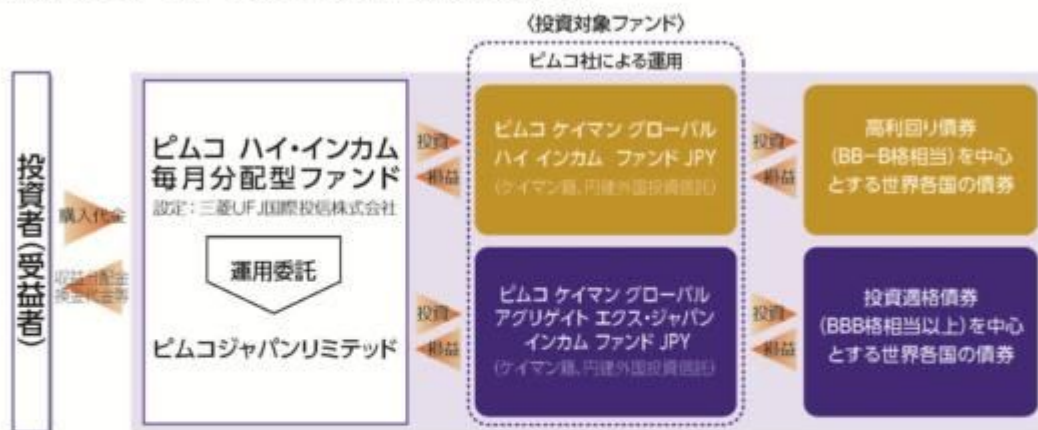 〈投資対象ファンド〉
ピムコ社による運用
投資者(受益者)
購入代金
収益分配金
換金代金等
ピムコ ハイ・インカム
毎月分配型ファンド
設定:三菱UFJ国際投信株式会社
運用委託
ピムコジャパンリミテッド
投資
損益
ピムコ ケイマン グローバル
ハイ インカム ファンド JPY
(ケイマン籍、円建外国投資信託)
投資
損益
高利回り債券
(BB-B格相当)を中心
とする世界各国の債券
投資
損益
ピムコ ケイマン グローバル
アグリゲイト エクス・ジャパン
インカム ファンド JPY
(ケイマン籍、円建外国投資信託)
投資
損益
投資適格債券
(BBB格相当以上)を中心
とする世界各国の債券